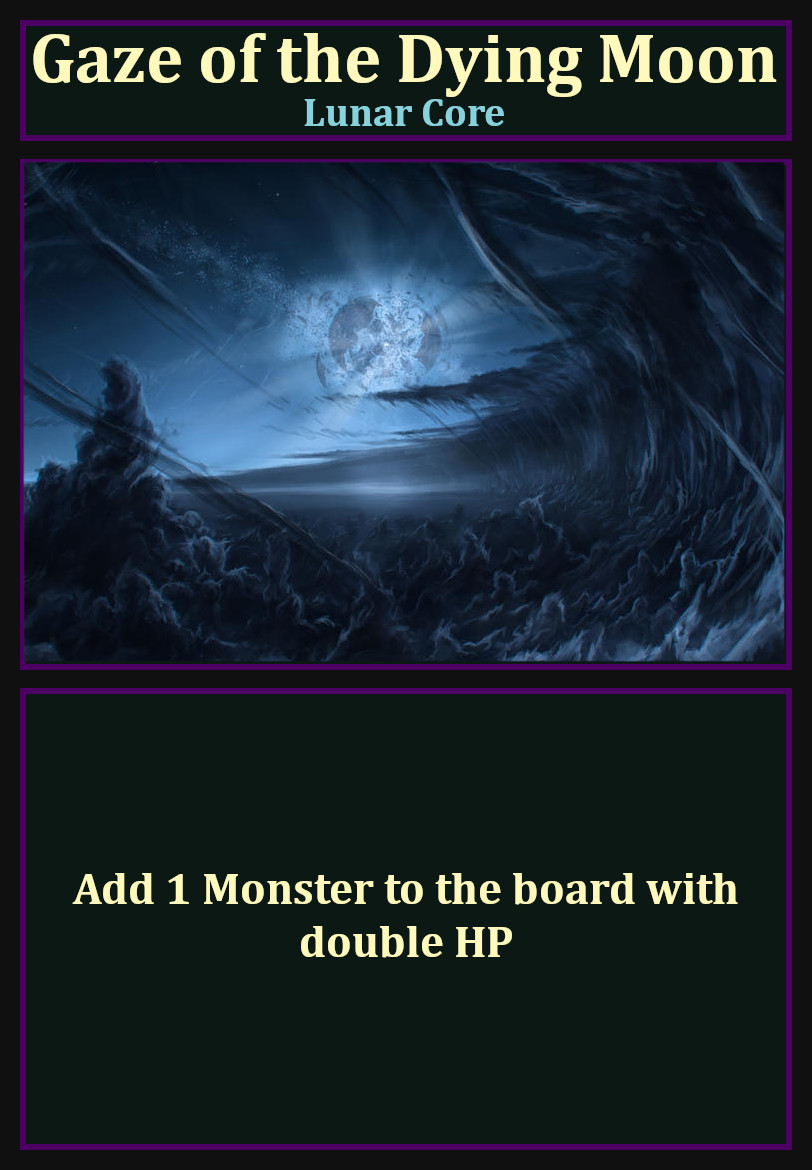 Gaze of the Dying Moon
Lunar Core
Add 1 Monster to the board with
double HP